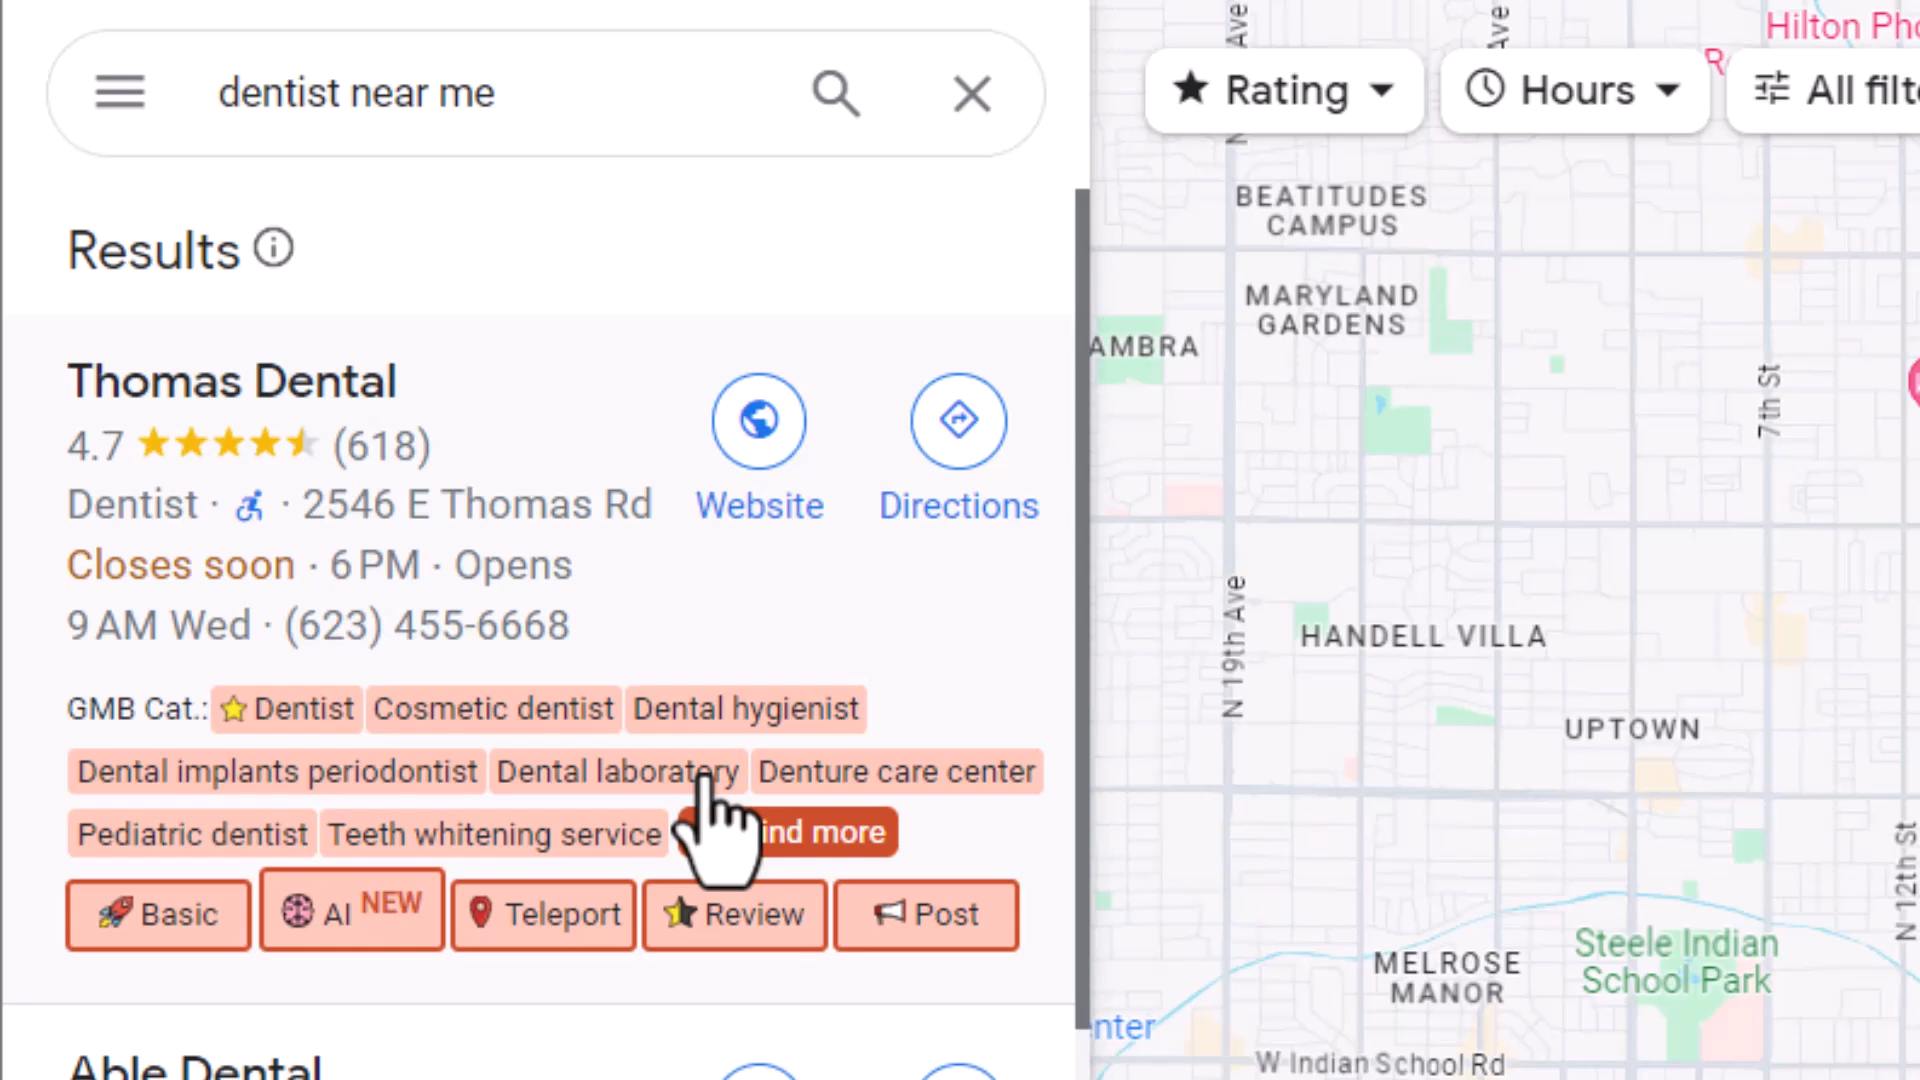 dentist near me
Results
Thomas Dental
4.7 (618)
Dentist · · 2546 E Thomas Rd
Closes soon · 6 PM · Opens
9 AM Wed · (623) 455-6668
Website
Directions
GMB Cat.: Dentist Cosmetic dentist Dental hygienist
Dental implants periodontist Dental laboratory Denture care center
Pediatric dentist Teeth whitening service more
Basic
AI NEW
Teleport
Review
Post
Able Dental
Rating
Hours
All
Hilton
Ave
Ave
BEATITUDES
CAMPUS
MARYLAND
GARDENS
7th St
N 19th Ave
HANDELL VILLA
UPTOWN
N 12th St
Steele Indian
School Park
MELROSE
MANOR
W Indian School Rd